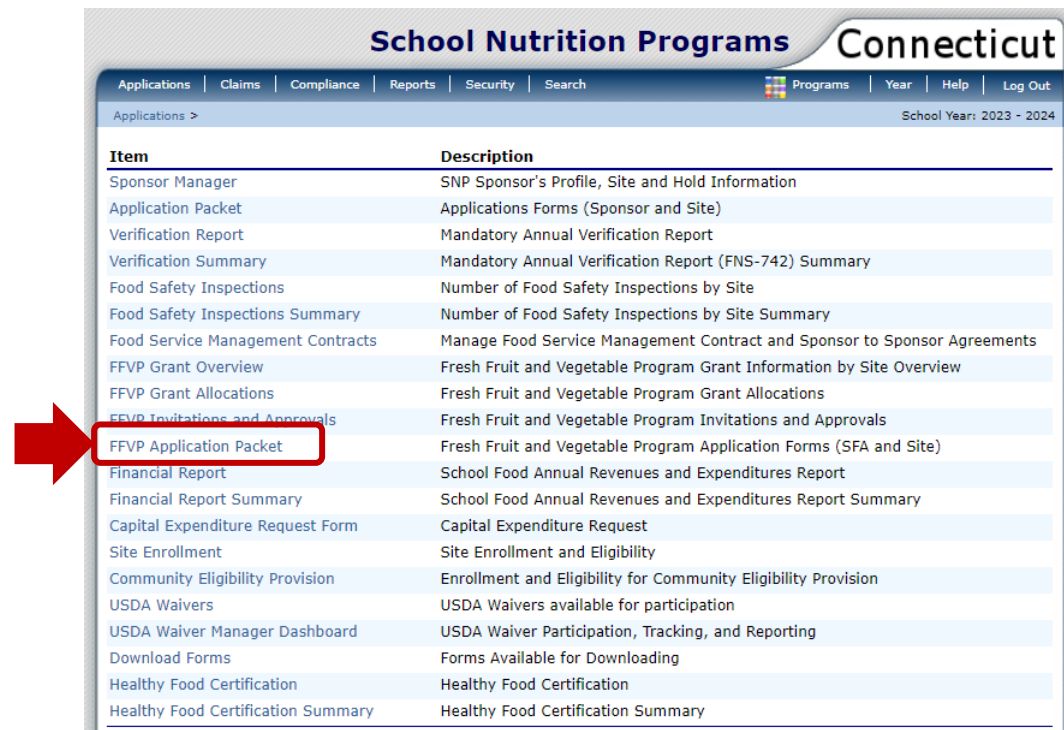 School Nutrition Programs Connecticut
Applications | Claims | Compliance | Reports | Security | Search Programs | Year | Help | Log Out
Applications > School Year: 2023 - 2024
Item Description
Sponsor Manager SNP Sponsor's Profile, Site and Hold Information
Application Packet Applications Forms (Sponsor and Site)
Verification Report Mandatory Annual Verification Report
Verification Summary Mandatory Annual Verification Report (FNS-742) Summary
Food Safety Inspections Number of Food Safety Inspections by Site
Food Safety Inspections Summary Number of Food Safety Inspections by Site Summary
Food Service Management Contracts Manage Food Service Management Contract and Sponsor to Sponsor Agreements
FFVP Grant Overview Fresh Fruit and Vegetable Program Grant Information by Site Overview
FFVP Grant Allocations Fresh Fruit and Vegetable Program Grant Allocations
FFVP Invitations and Approvals Fresh Fruit and Vegetable Program Invitations and Approvals
FFVP Application Packet Fresh Fruit and Vegetable Program Application Forms (SFA and Site)
Financial Report School Food Annual Revenues and Expenditures Report
Financial Report Summary School Food Annual Revenues and Expenditures Report Summary
Capital Expenditure Request Form Capital Expenditure Request
Site Enrollment Site Enrollment and Eligibility
Community Eligibility Provision Enrollment and Eligibility for Community Eligibility Provision
USDA Waivers USDA Waivers available for participation
USDA Waiver Manager Dashboard USDA Waiver Participation, Tracking, and Reporting
Download Forms Forms Available for Downloading
Healthy Food Certification Healthy Food Certification
Healthy Food Certification Summary Healthy Food Certification Summary